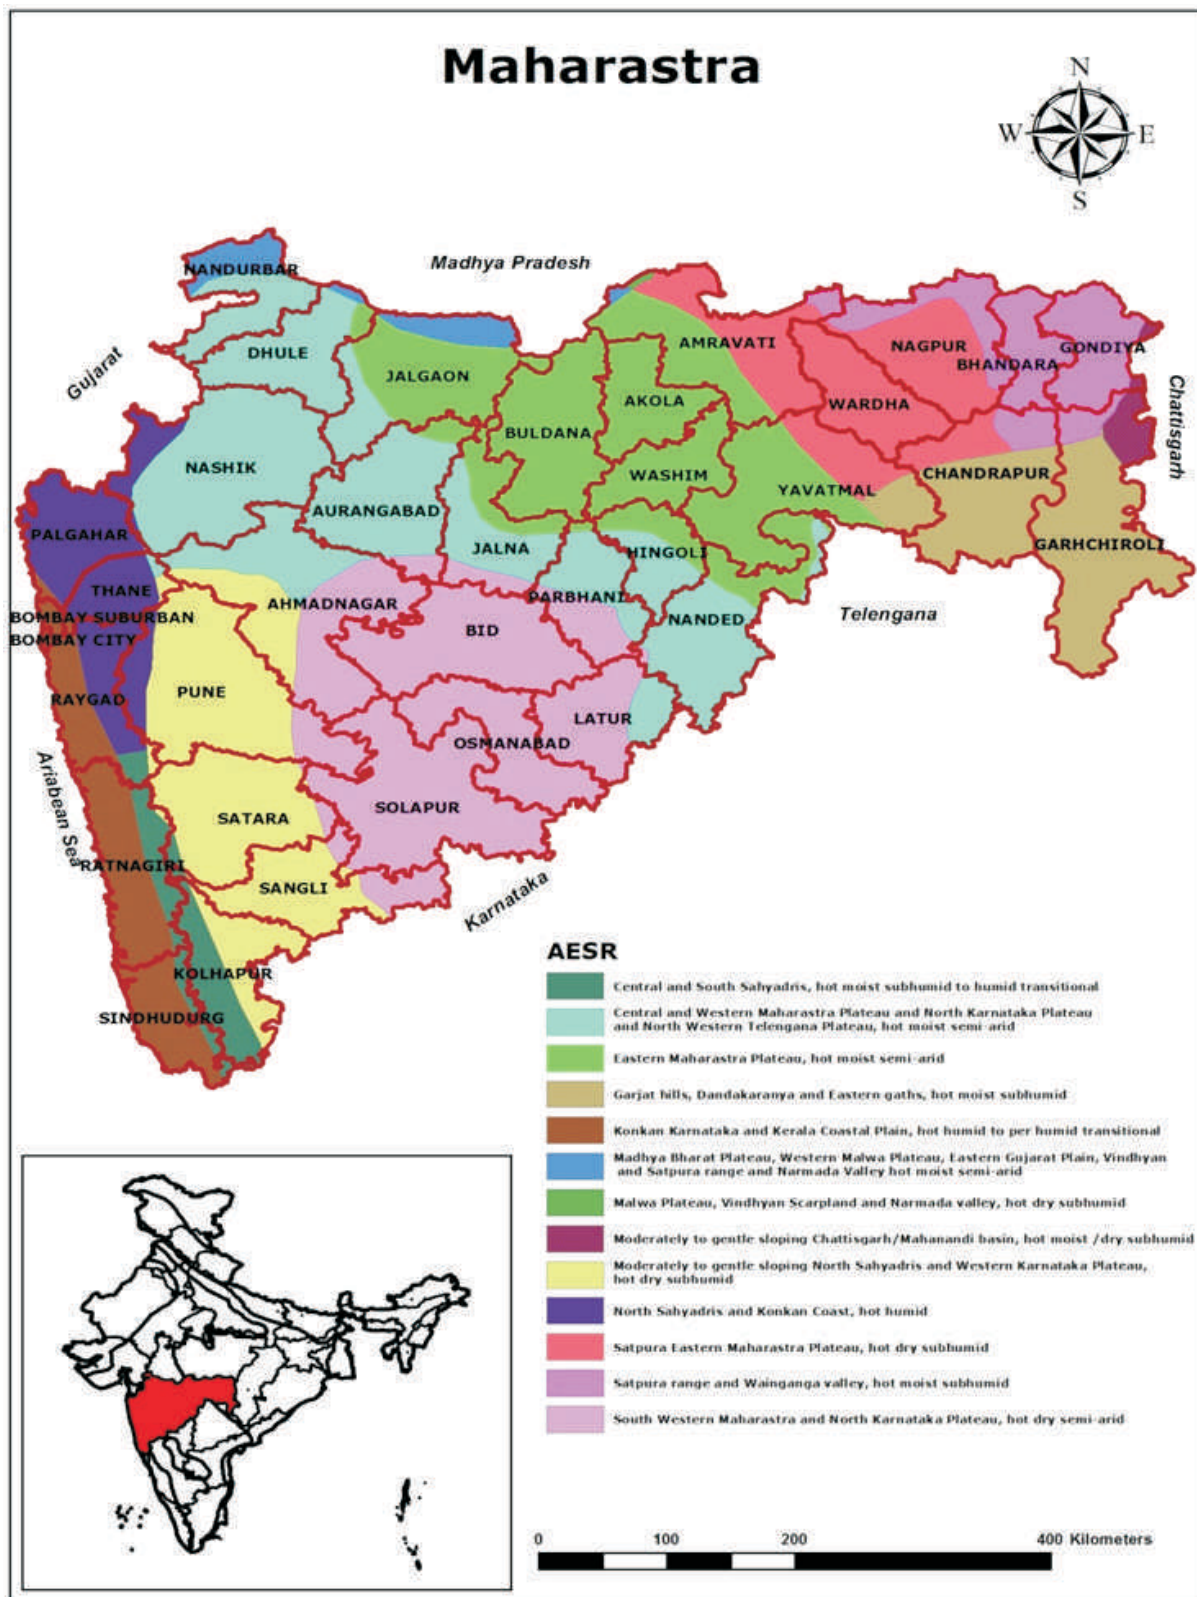 Maharastra
N
W E
S
Madhya Pradesh
NANDURBAR
Gujarat
DHULE
JALGAON
AMRAVATI
NAGPUR
BHANDARA
GONDIYA
Chattisgarh
AKOLA
WARDHA
BULDANA
NASHIK
WASHIM
YAVATMAL
CHANDRAPUR
AURANGABAD
PALGAHAR
JALNA
HINGOLI
GARHCHIROLI
THANE
AHMADNAGAR
PARBHANI
BOMBAY SUBURBAN
BOMBAY CITY
BID
NANDED
Telengana
RAYGAD
PUNE
LATUR
OSMANABAD
Ariabean Sea
SATARA
SOLAPUR
RATNAGIRI
SANGLI
Karnataka
KOLHAPUR
SINDHUDURG
AESR
Central and South Sahyadris, hot moist subhumid to humid transitional
Central and Western Maharastra Plateau and North Karnataka Plateau
and North Western Telengana Plateau, hot moist semi-arid
Eastern Maharastra Plateau, hot moist semi-arid
Garjat hills, Dandakaranya and Eastern gaths, hot moist subhumid
Konkan Karnataka and Kerala Coastal Plain, hot humid to per humid transitional
Madhya Bharat Plateau, Western Malwa Plateau, Eastern Gujarat Plain, Vindhyan
and Satpura range and Narmada Valley hot moist semi-arid
Malwa Plateau, Vindhyan Scarpland and Narmada valley, hot dry subhumid
Moderately to gentle sloping Chattisgarh/Mahanandi basin, hot moist /dry subhumid
Moderately to gentle sloping North Sahyadris and Western Karnataka Plateau,
hot dry subhumid
North Sahyadris and Konkan Coast, hot humid
Satpura Eastern Maharastra Plateau, hot dry subhumid
Satpura range and Wainganga valley, hot moist subhumid
South Western Maharastra and North Karnataka Plateau, hot dry semi-arid
0 100 200 400 Kilometers